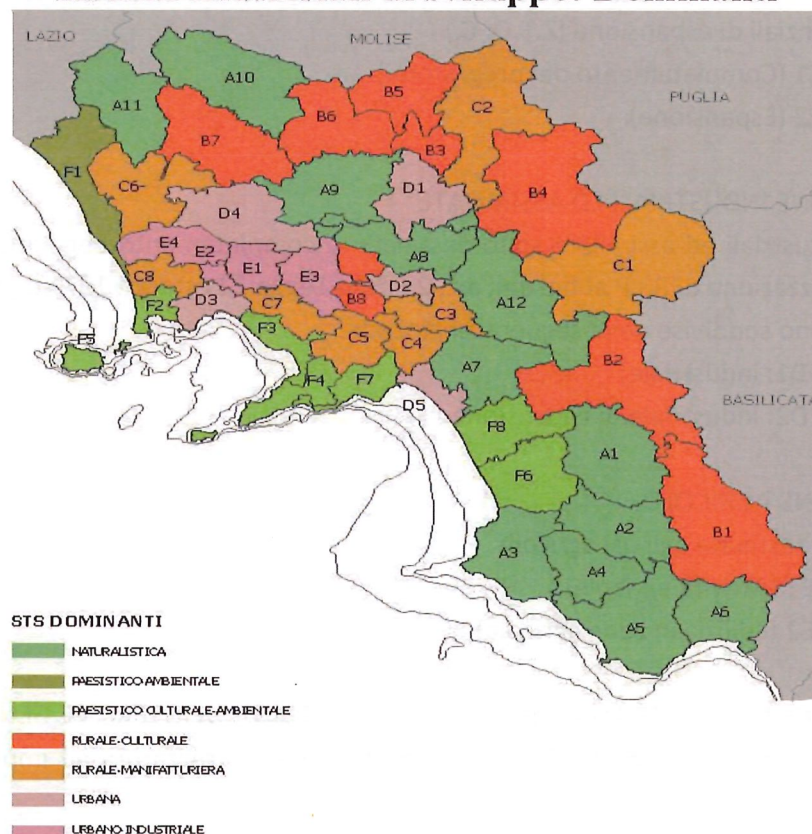 LAZIO
MOLISE
PUGLIA
BASILICATA
A10
A11
B5
B6
C2
B7
B3
F1
C6-
A9
D1
B4
D4
E4
E2
A8
C1
E1
E3
C8
D2
A12
F2
D3
C7
B8
C3
F3
C5
C4
F5
B2
F4
F7
A7
D5
F8
A1
F6
A2
B1
A3
A4
A5
A6
STS DOMINANTI
NATURALISTICA
PAESISTICO AMBIENTALE
PAESISTICO CULTURALE-AMBIENTALE
RURALE-CULTURALE
RURALE-MANIFATTURIERA
URBANA
URBANO INDUSTRIALE